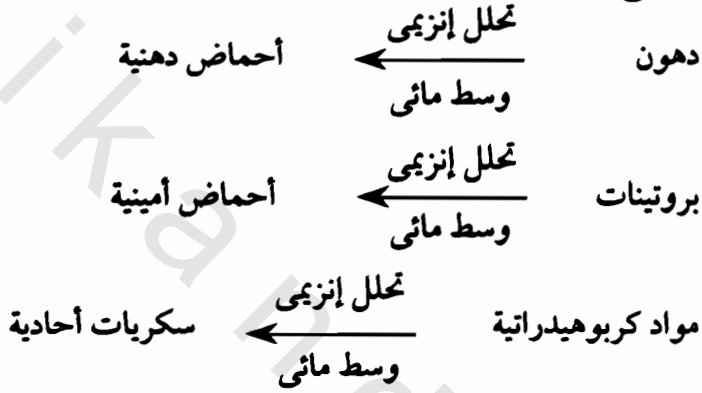 تحلل إنزيمى
دهون ← أحماض دهنية
وسط مائى
تحلل إنزيمى
بروتينات ← أحماض أمينية
وسط مائى
تحلل إنزيمى
مواد كربوهيدراتية ← سكريات أحادية
وسط مائى